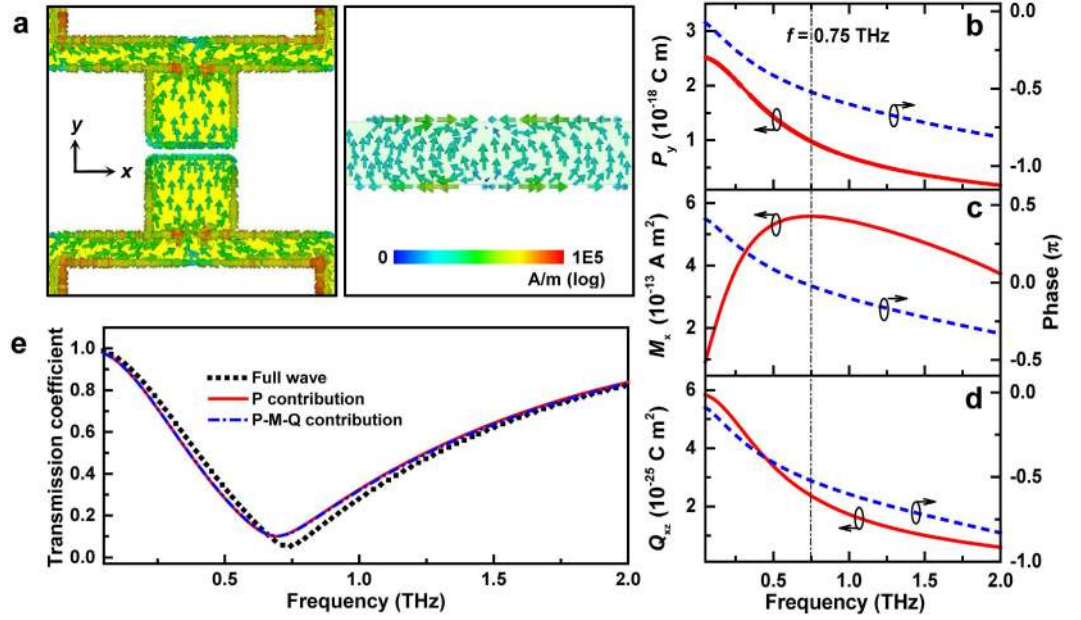 a
y
x
0 1E5
A/m (log)
b
f = 0.75 THz
P_y (10^-18 C m)
3
2
1
0.0
-0.5
-1.0
c
M_x (10^-13 A m²)
6
4
2
0.5
0.0
-0.5
Phase (π)
d
Q_xz (10^-25 C m²)
6
4
2
0.0
-0.5
-1.0
0.5 1.0 1.5 2.0
Frequency (THz)
e
Transmission coefficient
1.0
0.8
0.6
0.4
0.2
0.0
Full wave
P contribution
P-M-Q contribution
0.5 1.0 1.5 2.0
Frequency (THz)